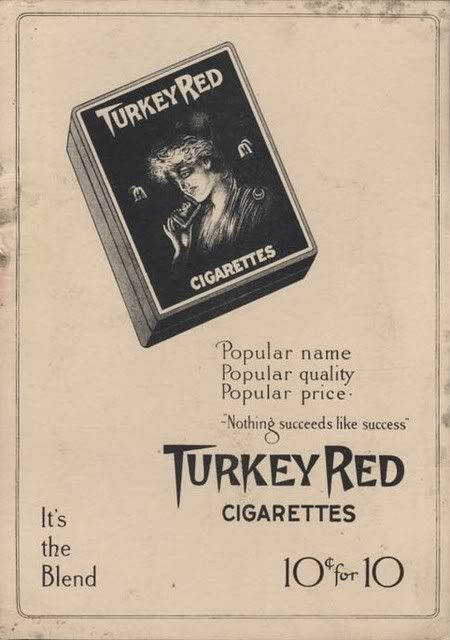 TURKEY RED
CIGARETTES
Popular name
Popular quality
Popular price.
-"Nothing succeeds like success"
TURKEY RED
CIGARETTES
It's
the
Blend
10¢ for 10